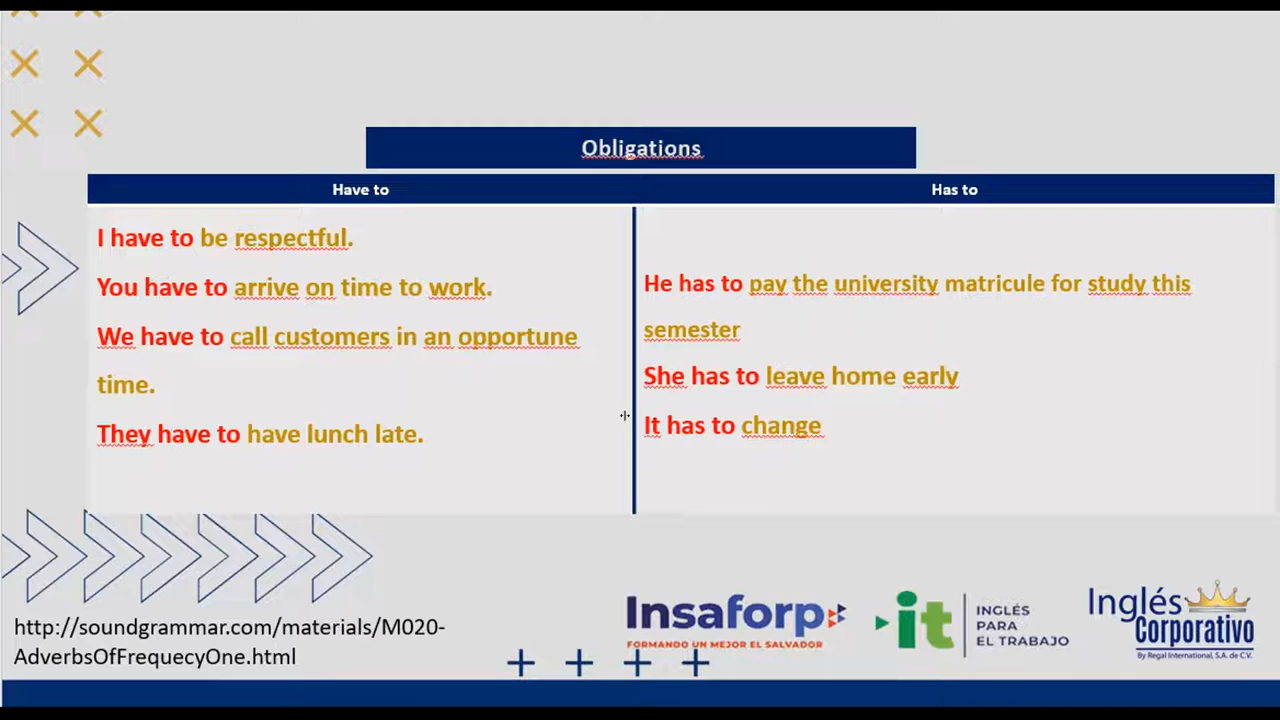 Obligations
Have to
Has to
I have to be respectful.
You have to arrive on time to work.
We have to call customers in an opportune
time.
They have to have lunch late.
He has to pay the university matricule for study this
semester
She has to leave home early
It has to change
http://soundgrammar.com/materials/M020-
AdverbsOfFrequecyOne.html
Insaforp
FORMANDO UN MEJOR EL SALVADOR
it
INGLÉS
PARA
EL TRABAJO
Inglés
Corporativo
By Regal International, S.A. de C.V.